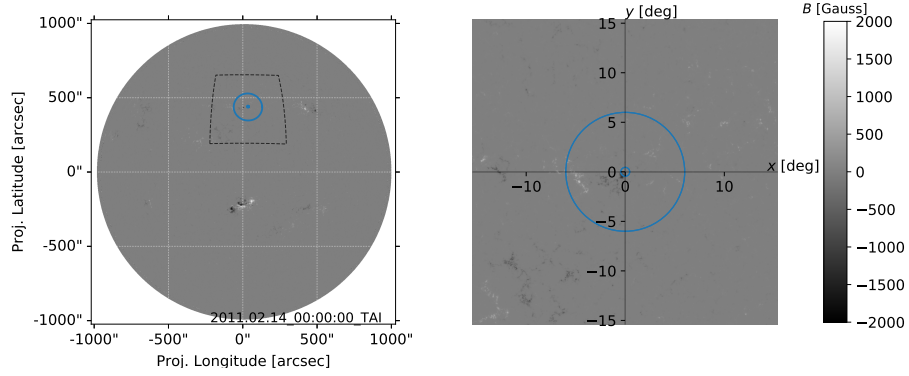 1000"
500"
0"
-500"
-1000"
-1000" -500" 0" 500" 1000"
Proj. Latitude [arcsec]
Proj. Longitude [arcsec]
2011.02.14_00:00:00_TAI
y [deg]
x [deg]
15
10
5
0
−5
−10
−15
−10 0 10
B [Gauss]
2000
1500
1000
500
0
−500
−1000
−1500
−2000